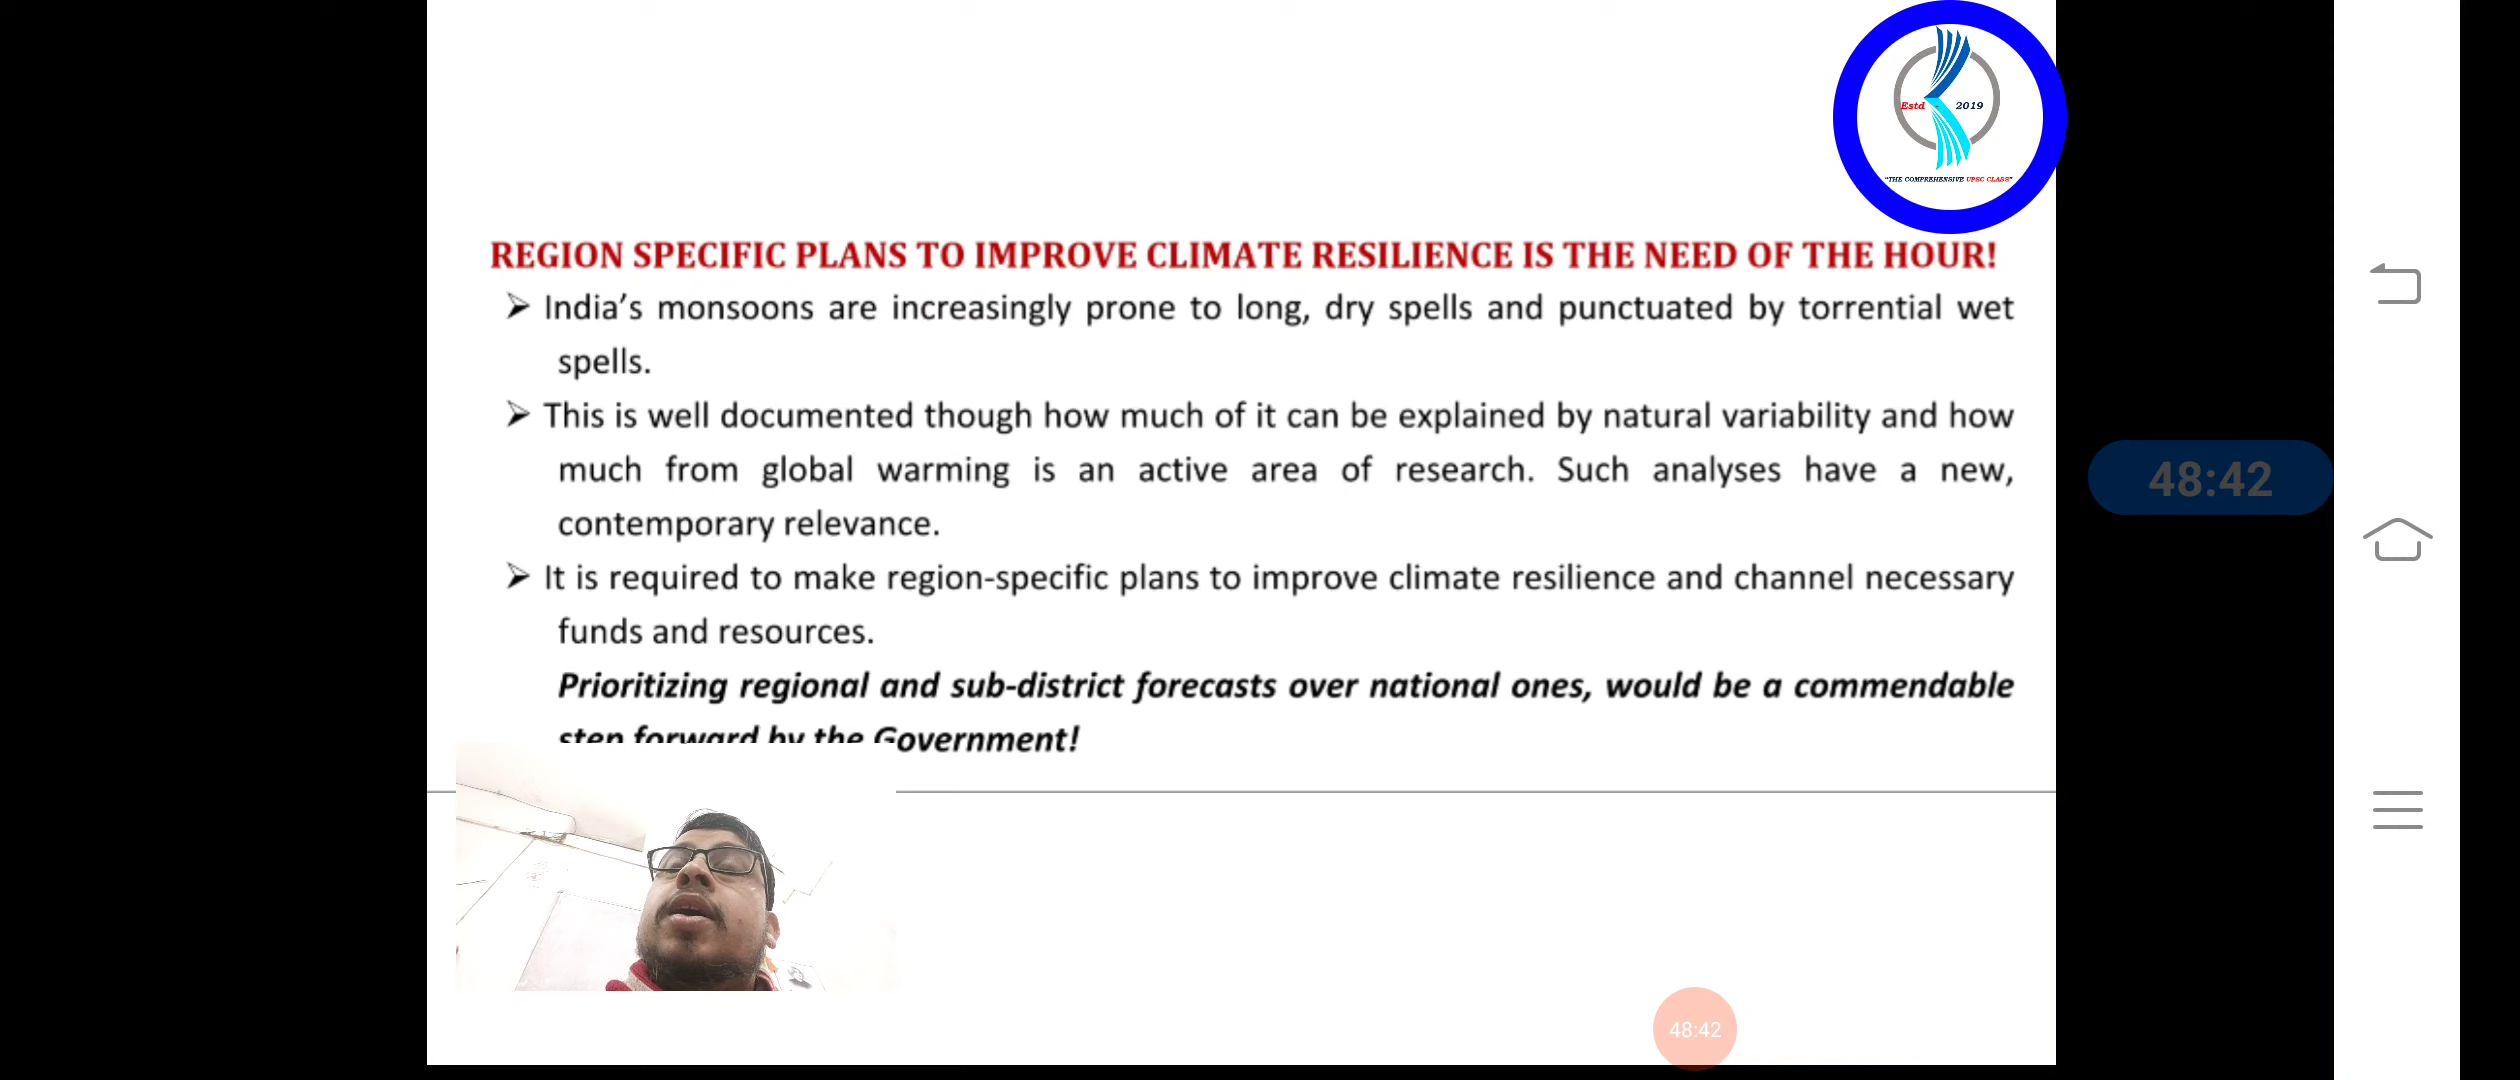 Estd - 2019
"THE COMPREHENSIVE UPSC CLASS"
REGION SPECIFIC PLANS TO IMPROVE CLIMATE RESILIENCE IS THE NEED OF THE HOUR!
➢ India's monsoons are increasingly prone to long, dry spells and punctuated by torrential wet
spells.
➢ This is well documented though how much of it can be explained by natural variability and how
much from global warming is an active area of research. Such analyses have a new,
contemporary relevance.
48:42
➢ It is required to make region-specific plans to improve climate resilience and channel necessary
funds and resources.
Prioritizing regional and sub-district forecasts over national ones, would be a commendable
step forward by the Government!
48:42